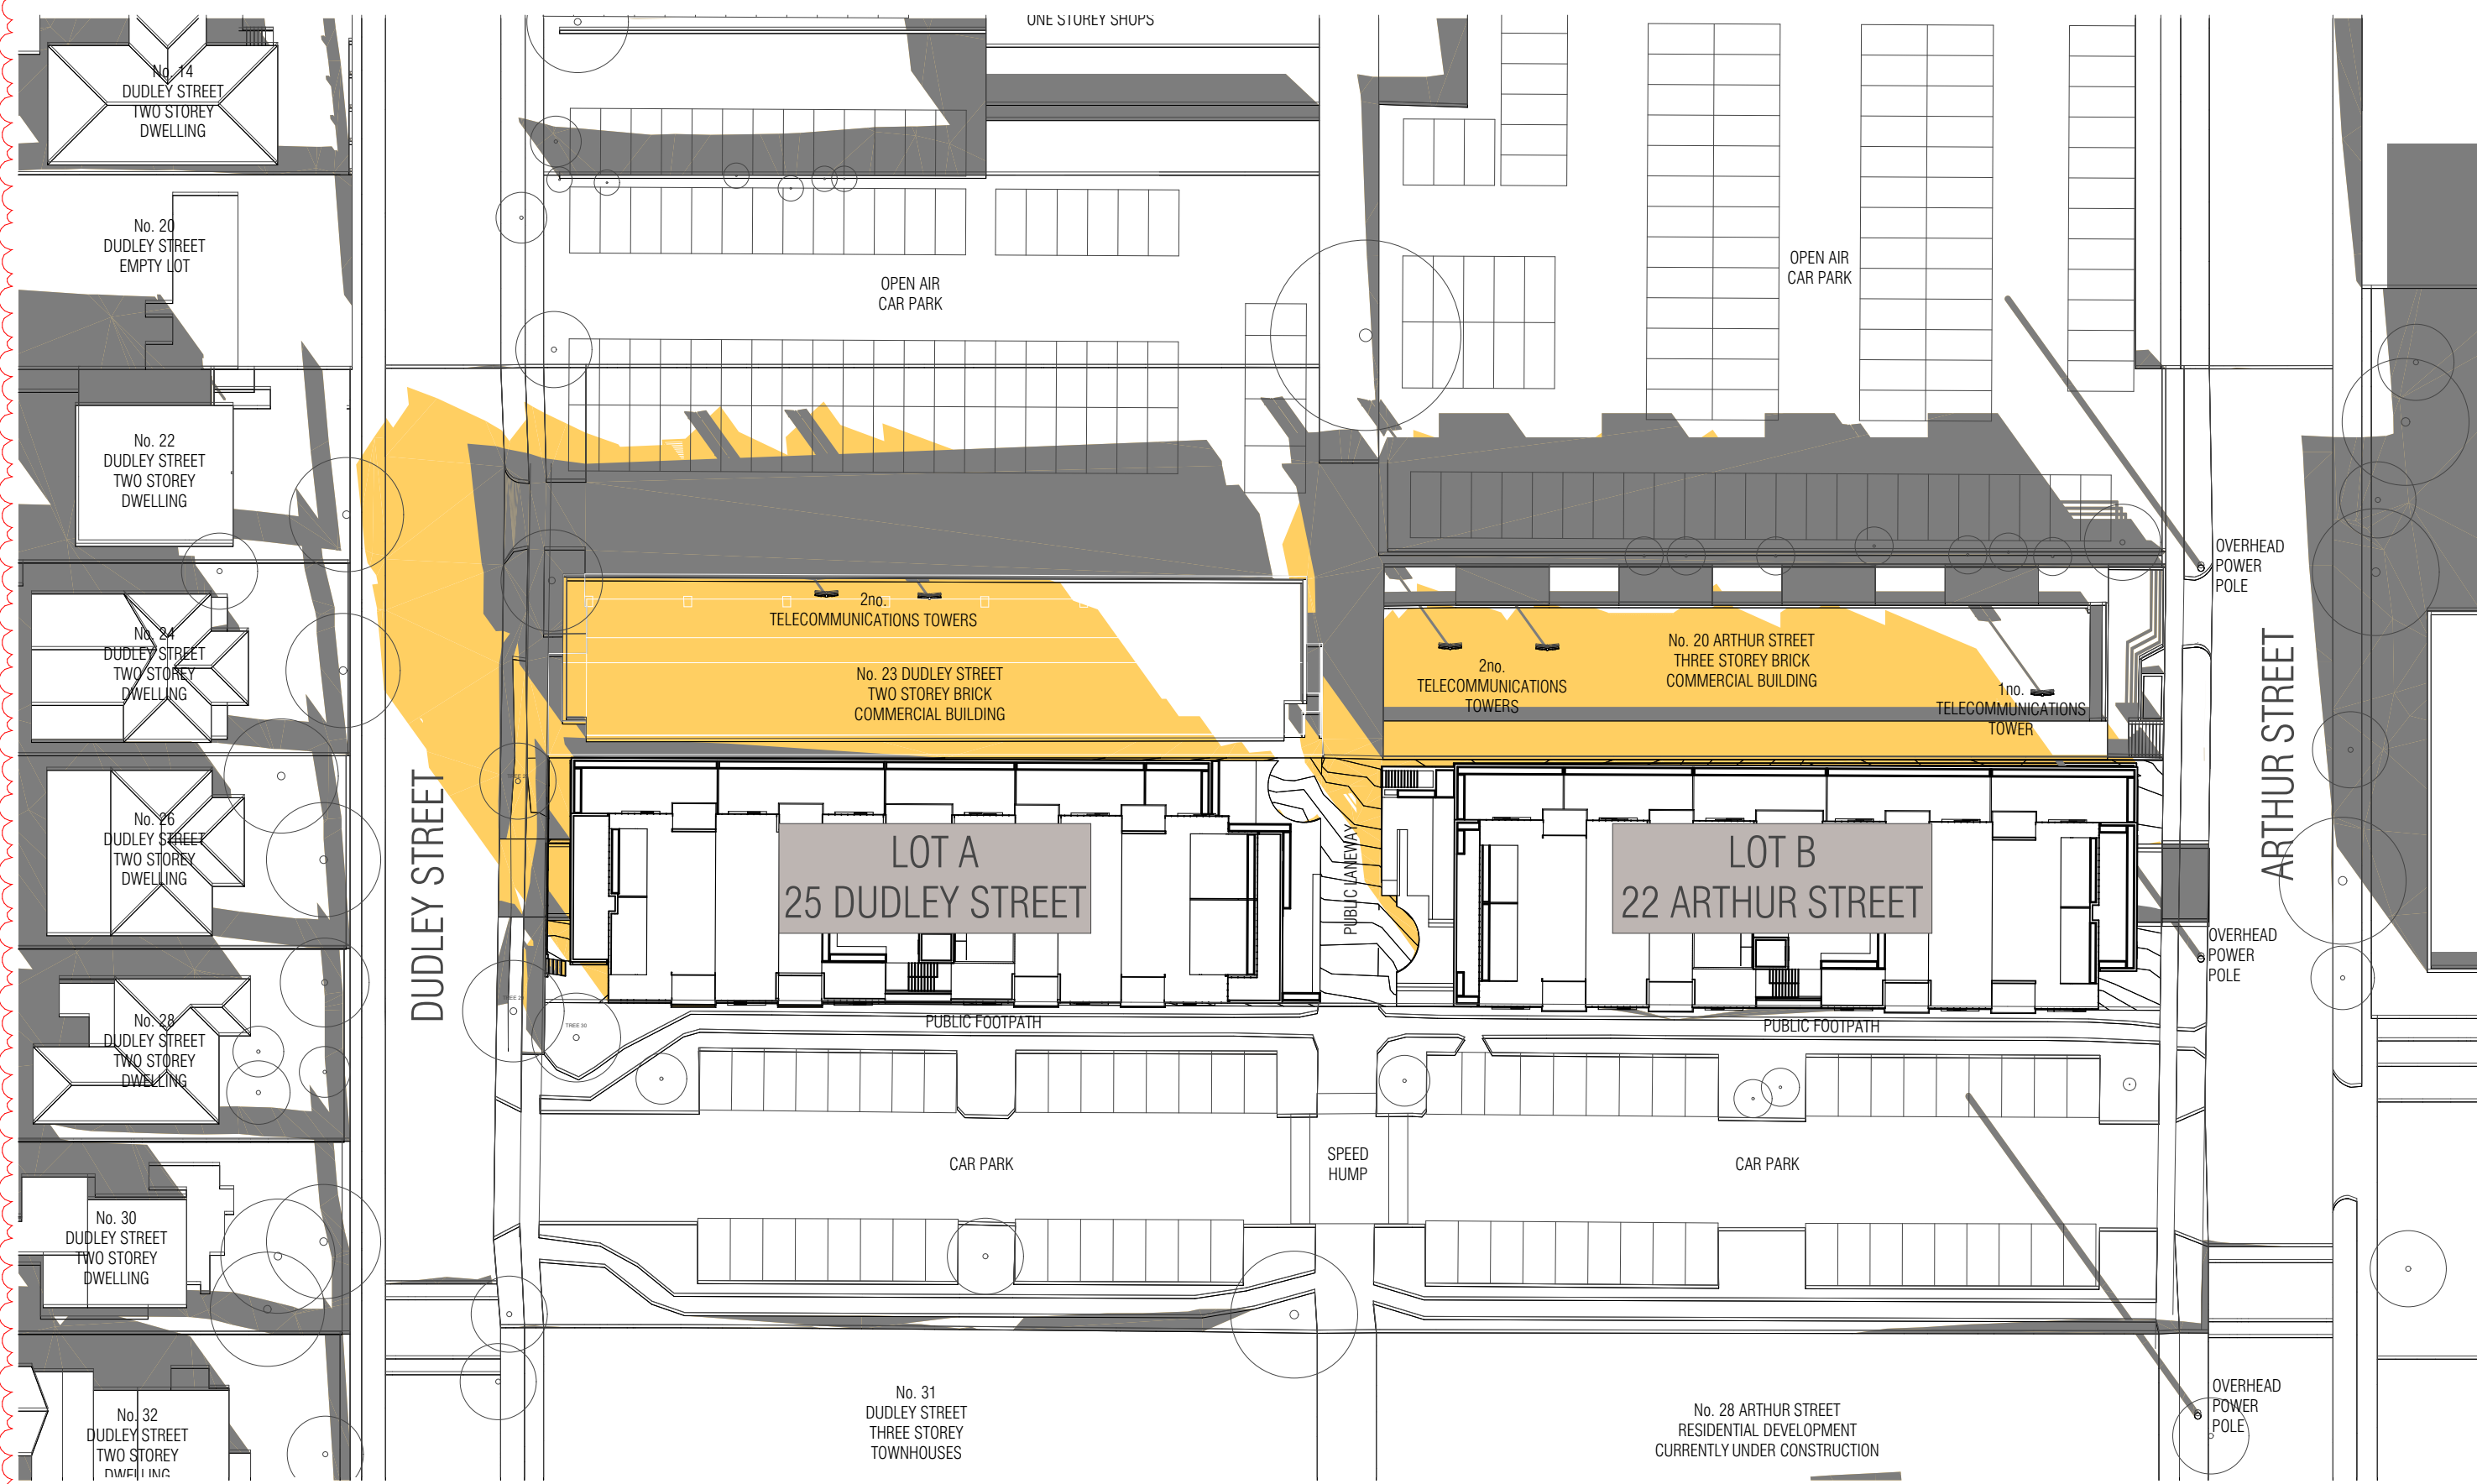 ONE STOREY SHOPS
No. 14
DUDLEY STREET
TWO STOREY
DWELLING
No. 20
DUDLEY STREET
EMPTY LOT
OPEN AIR
CAR PARK
OPEN AIR
CAR PARK
No. 22
DUDLEY STREET
TWO STOREY
DWELLING
OVERHEAD
POWER
POLE
2no.
TELECOMMUNICATIONS TOWERS
No. 24
DUDLEY STREET
TWO STOREY
DWELLING
No. 23 DUDLEY STREET
TWO STOREY BRICK
COMMERCIAL BUILDING
2no.
TELECOMMUNICATIONS
TOWERS
No. 20 ARTHUR STREET
THREE STOREY BRICK
COMMERCIAL BUILDING
1no.
TELECOMMUNICATIONS
TOWER
ARTHUR STREET
DUDLEY STREET
No. 26
DUDLEY STREET
TWO STOREY
DWELLING
LOT A
25 DUDLEY STREET
PUBLIC LANEWAY
LOT B
22 ARTHUR STREET
OVERHEAD
POWER
POLE
No. 28
DUDLEY STREET
TWO STOREY
DWELLING
TREE 30
PUBLIC FOOTPATH
PUBLIC FOOTPATH
CAR PARK
SPEED
HUMP
CAR PARK
No. 30
DUDLEY STREET
TWO STOREY
DWELLING
No. 31
DUDLEY STREET
THREE STOREY
TOWNHOUSES
No. 28 ARTHUR STREET
RESIDENTIAL DEVELOPMENT
CURRENTLY UNDER CONSTRUCTION
OVERHEAD
POWER
POLE
No. 32
DUDLEY STREET
TWO STOREY
DWELLING